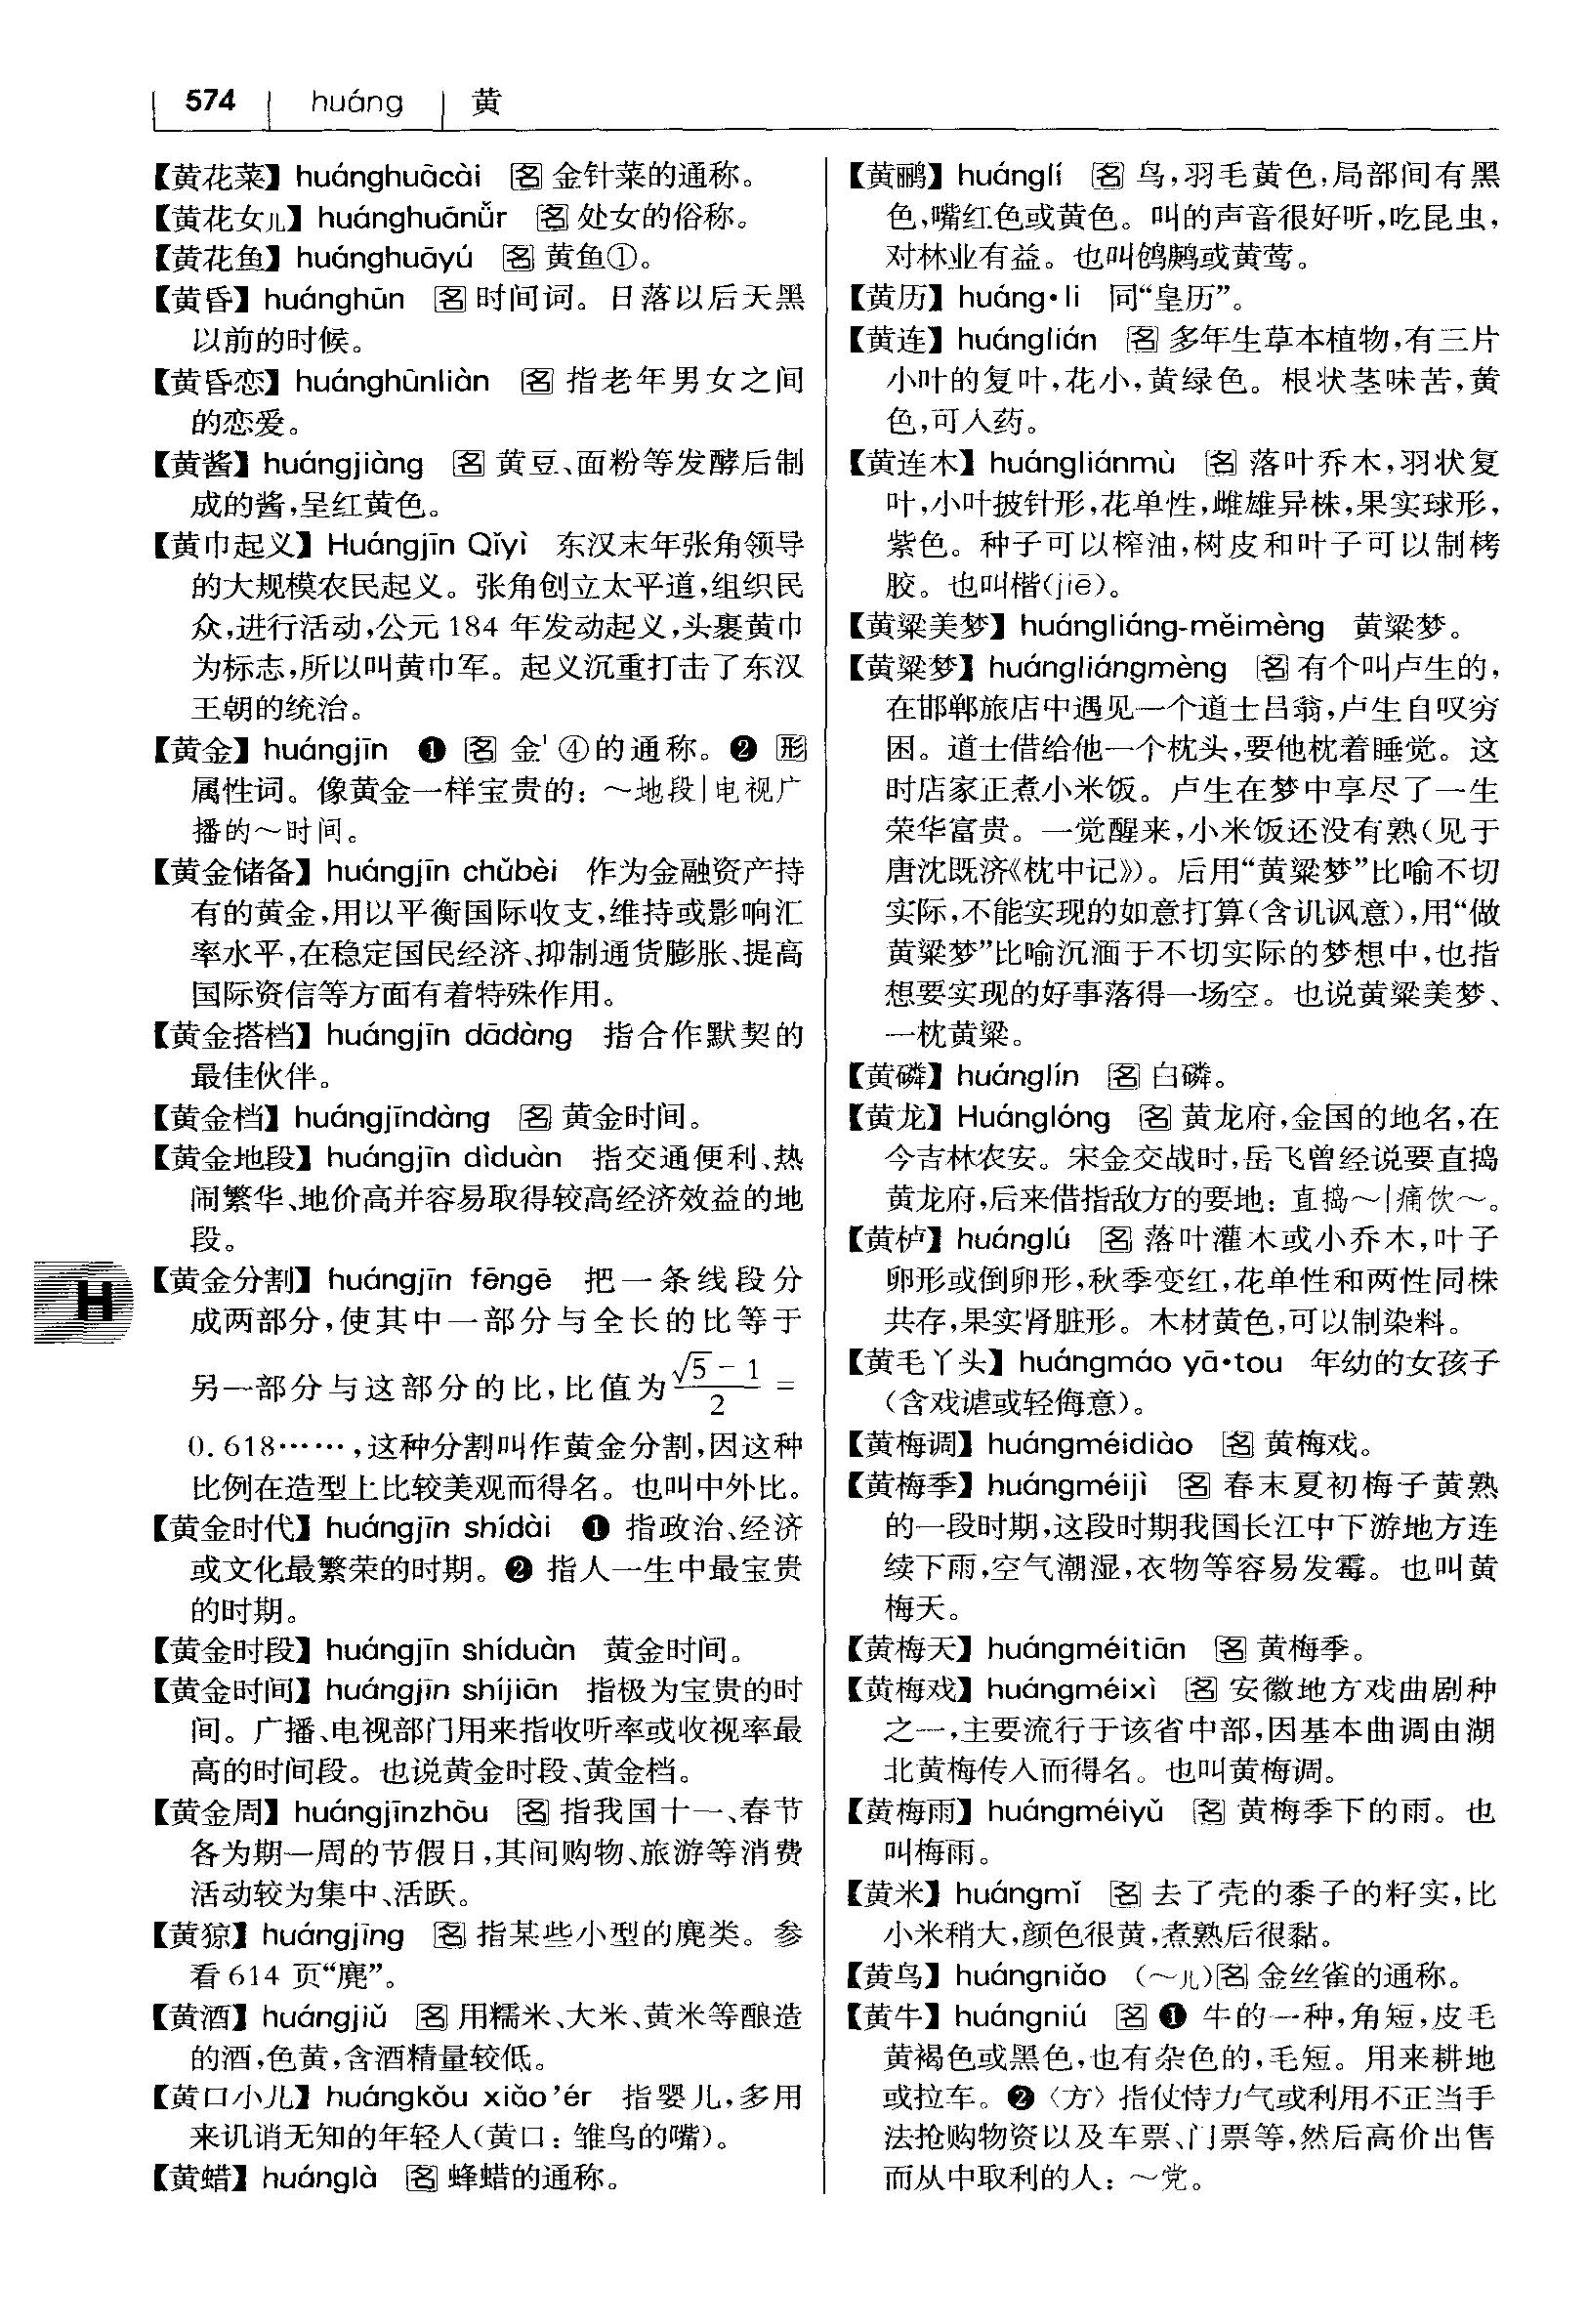 574 huáng 黄
【黄花菜】huánghuācài 名 金针菜的通称。
【黄花女儿】huánghuānǚr 名 处女的俗称。
【黄花鱼】huánghuāyú 名 黄鱼①。
【黄昏】huánghūn 名 时间词。日落以后天黑
以前的时候。
【黄昏恋】huánghūnliàn 名 指老年男女之间
的恋爱。
【黄酱】huángjiàng 名 黄豆、面粉等发酵后制
成的酱,呈红黄色。
【黄巾起义】Huángjīn Qǐyì 东汉末年张角领导
的大规模农民起义。张角创立太平道,组织民
众,进行活动,公元 184 年发动起义,头裹黄巾
为标志,所以叫黄巾军。起义沉重打击了东汉
王朝的统治。
【黄金】huángjīn ❶ 名 金¹ ④的通称。❷ 形
属性词。像黄金一样宝贵的:～地段|电视广
播的～时间。
【黄金储备】huángjīn chǔbèi 作为金融资产持
有的黄金,用以平衡国际收支,维持或影响汇
率水平,在稳定国民经济、抑制通货膨胀、提高
国际资信等方面有着特殊作用。
【黄金搭档】huángjīn dādàng 指合作默契的
最佳伙伴。
【黄金档】huángjīndàng 名 黄金时间。
【黄金地段】huángjīn dìduàn 指交通便利、热
闹繁华、地价高并容易取得较高经济效益的地
段。
【黄金分割】huángjīn fēngē 把一条线段分
成两部分,使其中一部分与全长的比等于
另一部分与这部分的比,比值为 (√5 - 1)/2 =
0.618……,这种分割叫作黄金分割,因这种
比例在造型上比较美观而得名。也叫中外比。
【黄金时代】huángjīn shídài ❶ 指政治、经济
或文化最繁荣的时期。❷ 指人一生中最宝贵
的时期。
【黄金时段】huángjīn shíduàn 黄金时间。
【黄金时间】huángjīn shíjiān 指极为宝贵的时
间。广播、电视部门用来指收听率或收视率最
高的时间段。也说黄金时段、黄金档。
【黄金周】huángjīnzhōu 名 指我国十一、春节
各为期一周的节假日,其间购物、旅游等消费
活动较为集中、活跃。
【黄猄】huángjīng 名 指某些小型的麂类。参
看 614 页“麂”。
【黄酒】huángjiǔ 名 用糯米、大米、黄米等酿造
的酒,色黄,含酒精量较低。
【黄口小儿】huángkǒu xiǎo'ér 指婴儿,多用
来讥诮无知的年轻人(黄口:雏鸟的嘴)。
【黄蜡】huánglà 名 蜂蜡的通称。
H
【黄鹂】huánglí 名 鸟,羽毛黄色,局部间有黑
色,嘴红色或黄色。叫的声音很好听,吃昆虫,
对林业有益。也叫鸧鹒或黄莺。
【黄历】huáng·li 同“皇历”。
【黄连】huánglián 名 多年生草本植物,有三片
小叶的复叶,花小,黄绿色。根状茎味苦,黄
色,可入药。
【黄连木】huángliánmù 名 落叶乔木,羽状复
叶,小叶披针形,花单性,雌雄异株,果实球形,
紫色。种子可以榨油,树皮和叶子可以制栲
胶。也叫楷(jiē)。
【黄粱美梦】huángliáng-měimèng 黄粱梦。
【黄粱梦】huángliángmèng 名 有个叫卢生的,
在邯郸旅店中遇见一个道士吕翁,卢生自叹穷
困。道士借给他一个枕头,要他枕着睡觉。这
时店家正煮小米饭。卢生在梦中享尽了一生
荣华富贵。一觉醒来,小米饭还没有熟(见于
唐沈既济《枕中记》)。后用“黄粱梦”比喻不切
实际,不能实现的如意打算(含讥讽意),用“做
黄粱梦”比喻沉湎于不切实际的梦想中,也指
想要实现的好事落得一场空。也说黄粱美梦、
一枕黄粱。
【黄磷】huánglín 名 白磷。
【黄龙】Huánglóng 名 黄龙府,金国的地名,在
今吉林农安。宋金交战时,岳飞曾经说要直捣
黄龙府,后来借指敌方的要地:直捣～|痛饮～。
【黄栌】huánglú 名 落叶灌木或小乔木,叶子
卵形或倒卵形,秋季变红,花单性和两性同株
共存,果实肾脏形。木材黄色,可以制染料。
【黄毛丫头】huángmáo yā·tou 年幼的女孩子
(含戏谑或轻侮意)。
【黄梅调】huángméidiào 名 黄梅戏。
【黄梅季】huángméijì 名 春末夏初梅子黄熟
的一段时期,这段时期我国长江中下游地方连
续下雨,空气潮湿,衣物等容易发霉。也叫黄
梅天。
【黄梅天】huángméitiān 名 黄梅季。
【黄梅戏】huángméixì 名 安徽地方戏曲剧种
之一,主要流行于该省中部,因基本曲调由湖
北黄梅传入而得名。也叫黄梅调。
【黄梅雨】huángméiyǔ 名 黄梅季下的雨。也
叫梅雨。
【黄米】huángmǐ 名 去了壳的黍子的籽实,比
小米稍大,颜色很黄,煮熟后很黏。
【黄鸟】huángniǎo (～儿)名 金丝雀的通称。
【黄牛】huángniú 名 ❶ 牛的一种,角短,皮毛
黄褐色或黑色,也有杂色的,毛短。用来耕地
或拉车。❷〈方〉指仗恃力气或利用不正当手
法抢购物资以及车票、门票等,然后高价出售
而从中取利的人:～党。